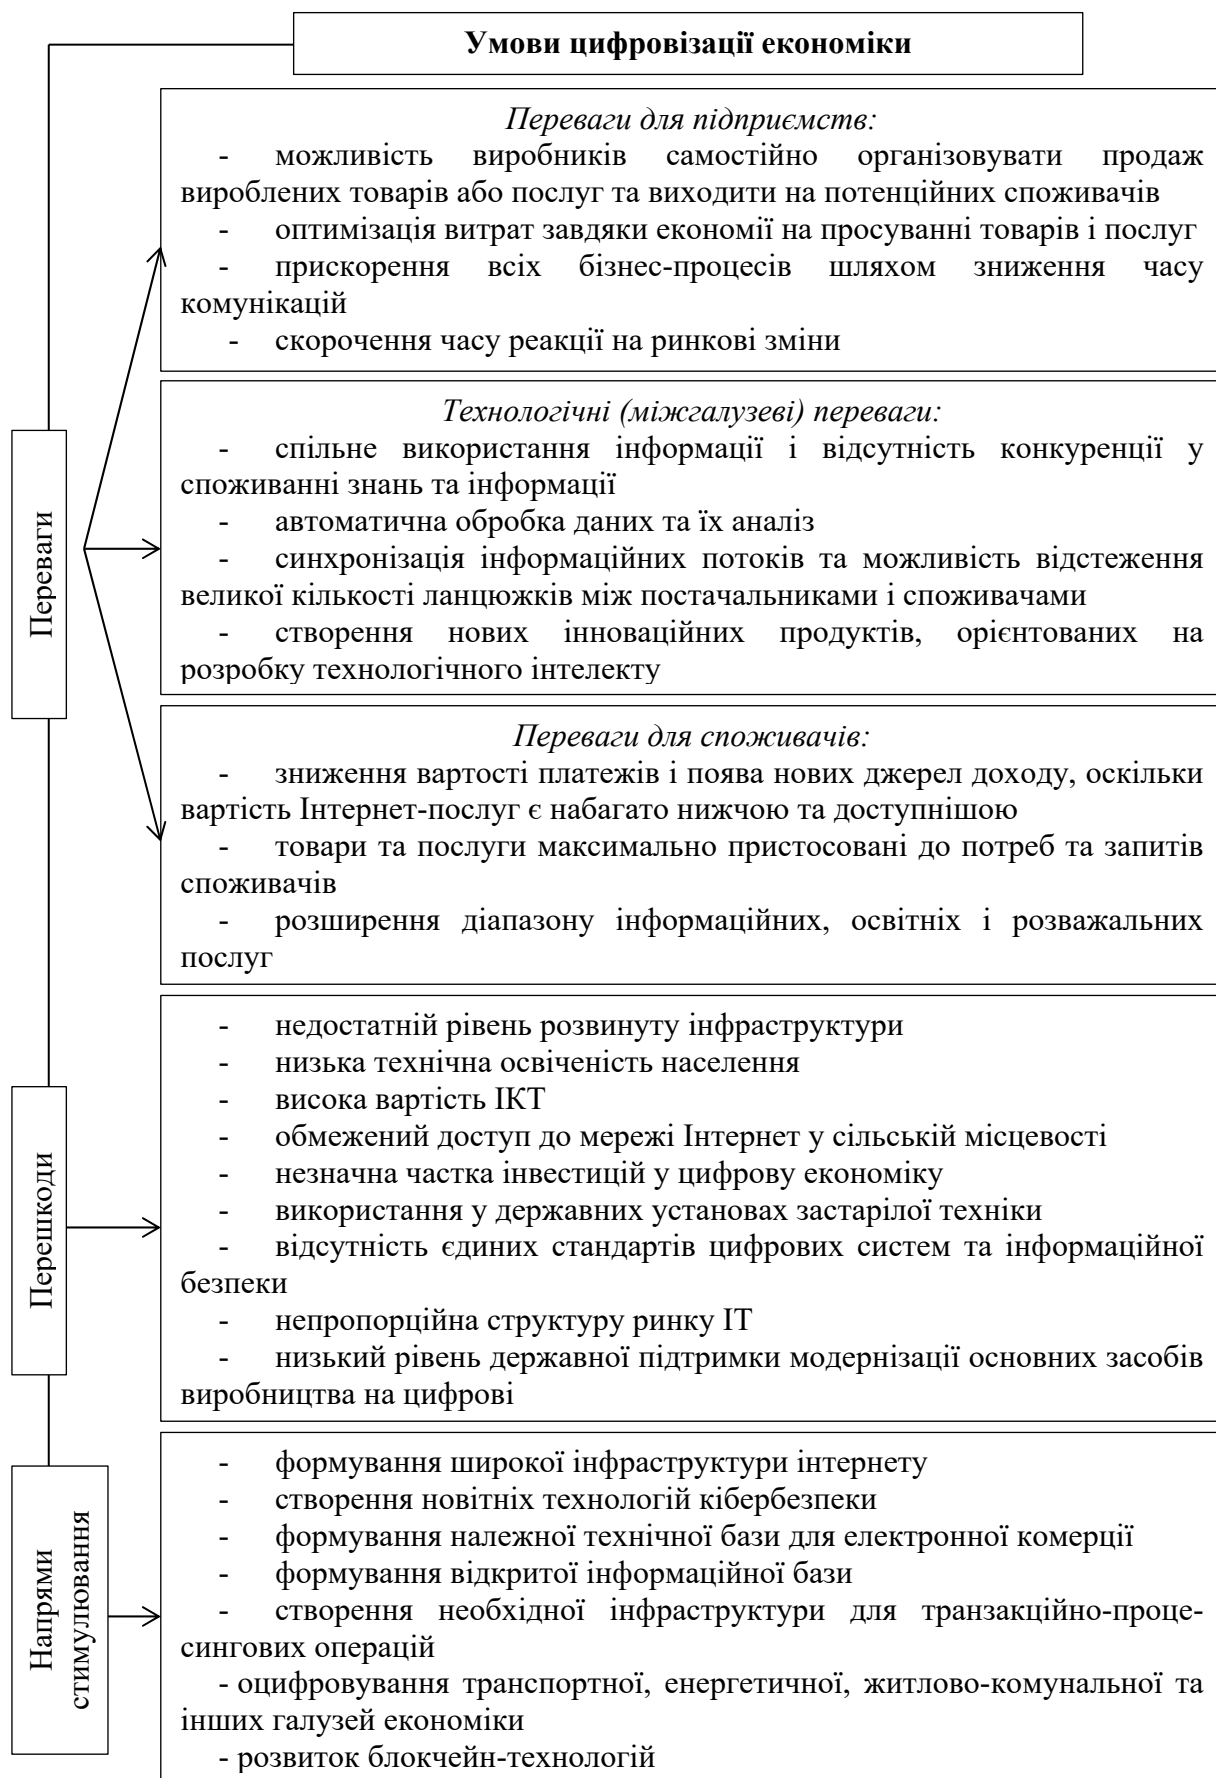 Умови цифровізації економіки
Переваги для підприємств:
- можливість виробників самостійно організовувати продаж
вироблених товарів або послуг та виходити на потенційних споживачів
- оптимізація витрат завдяки економії на просуванні товарів і послуг
- прискорення всіх бізнес-процесів шляхом зниження часу
комунікацій
- скорочення часу реакції на ринкові зміни
Переваги
Технологічні (міжгалузеві) переваги:
- спільне використання інформації і відсутність конкуренції у
споживанні знань та інформації
- автоматична обробка даних та їх аналіз
- синхронізація інформаційних потоків та можливість відстеження
великої кількості ланцюжків між постачальниками і споживачами
- створення нових інноваційних продуктів, орієнтованих на
розробку технологічного інтелекту
Переваги для споживачів:
- зниження вартості платежів і поява нових джерел доходу, оскільки
вартість Інтернет-послуг є набагато нижчою та доступнішою
- товари та послуги максимально пристосовані до потреб та запитів
споживачів
- розширення діапазону інформаційних, освітніх і розважальних
послуг
Перешкоди
- недостатній рівень розвинуту інфраструктури
- низька технічна освіченість населення
- висока вартість ІКТ
- обмежений доступ до мережі Інтернет у сільській місцевості
- незначна частка інвестицій у цифрову економіку
- використання у державних установах застарілої техніки
- відсутність єдиних стандартів цифрових систем та інформаційної
безпеки
- непропорційна структуру ринку ІТ
- низький рівень державної підтримки модернізації основних засобів
виробництва на цифрові
Напрями
стимулювання
- формування широкої інфраструктури інтернету
- створення новітніх технологій кібербезпеки
- формування належної технічної бази для електронної комерції
- формування відкритої інформаційної бази
- створення необхідної інфраструктури для транзакційно-проце-
сингових операцій
- оцифровування транспортної, енергетичної, житлово-комунальної та
інших галузей економіки
- розвиток блокчейн-технологій